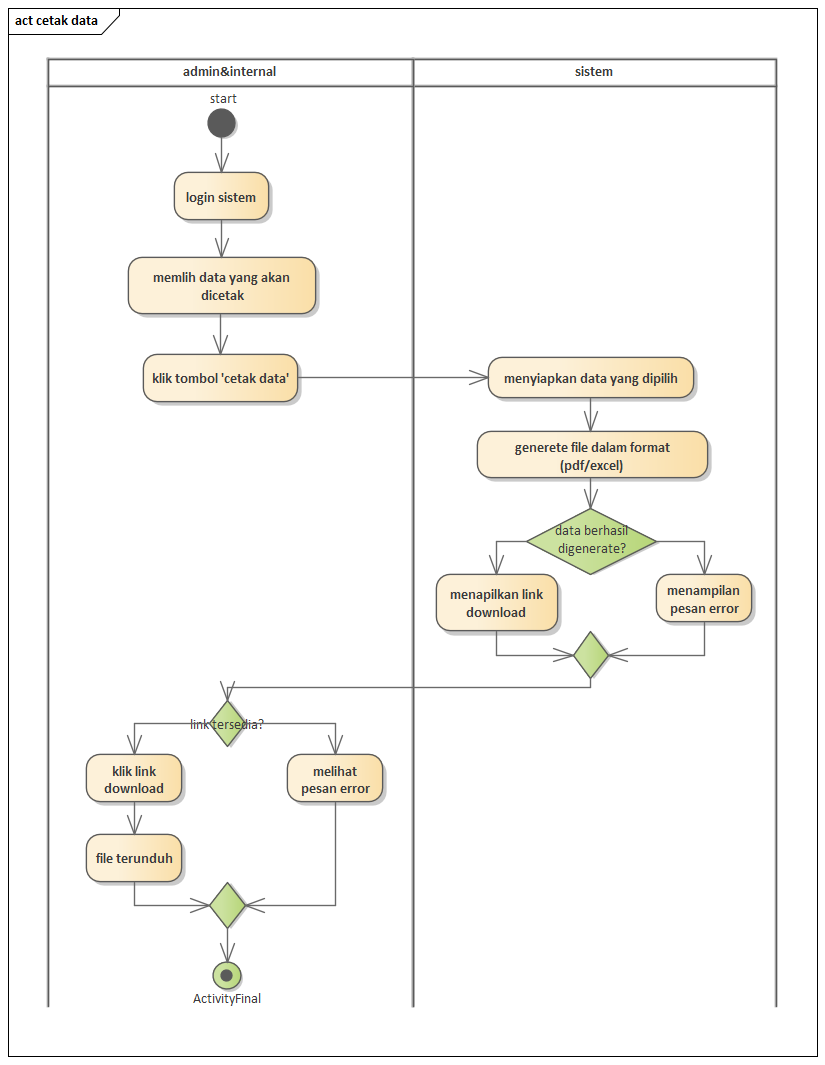 act cetak data
admin&internal
sistem
start
login sistem
memlih data yang akan
dicetak
klik tombol 'cetak data'
menyiapkan data yang dipilih
generete file dalam format
(pdf/excel)
data berhasil
digenerate?
menapilkan link
download
menampilan
pesan error
link tersedia?
klik link
download
melihat
pesan error
file terunduh
ActivityFinal